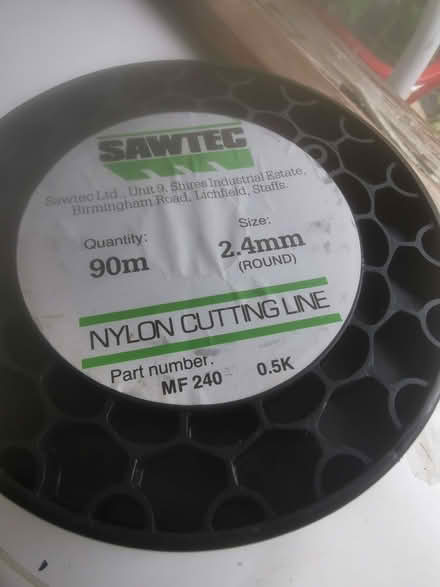 SAWTEC
Sawtec Ltd., Unit 9, Shires Industrial Estate,
Birmingham Road, Lichfield, Staffs.
Quantity:
90m
Size:
2.4mm
(ROUND)
NYLON CUTTING LINE
Part number:
MF 240
0.5K